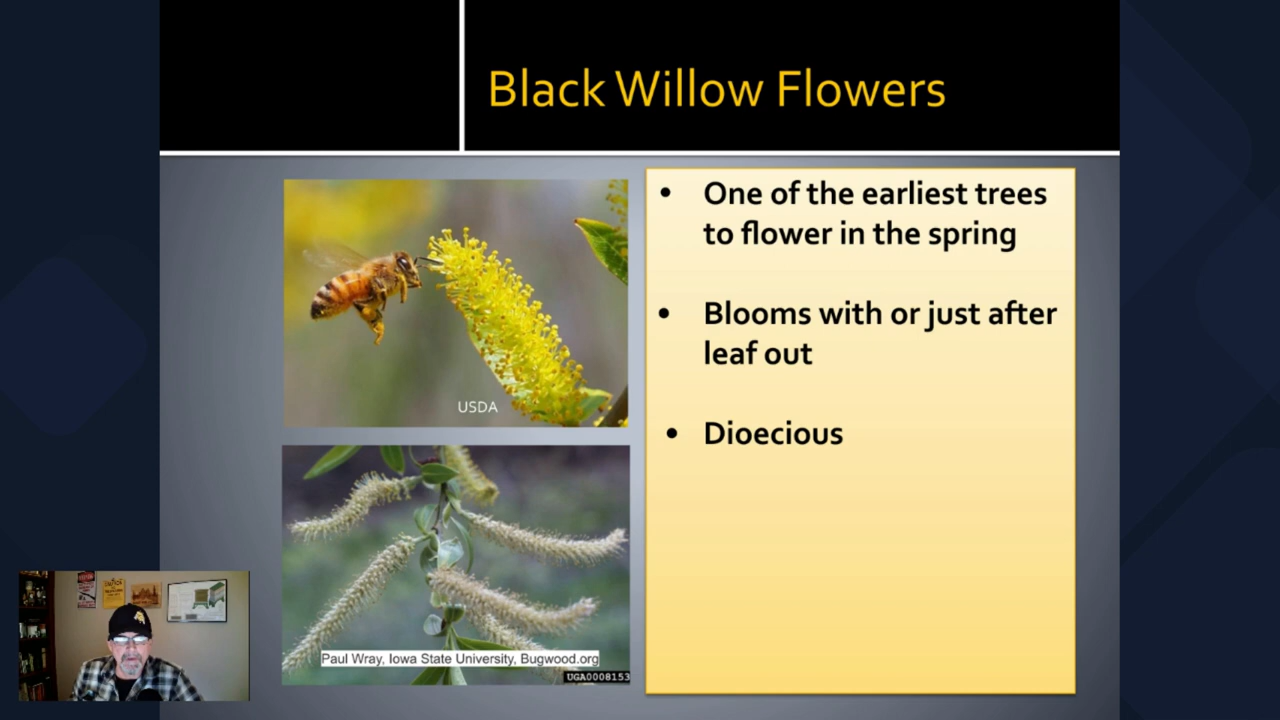 Black Willow Flowers
USDA
Paul Wray, Iowa State University, Bugwood.org
UGA0008153
• One of the earliest trees
to flower in the spring
• Blooms with or just after
leaf out
• Dioecious